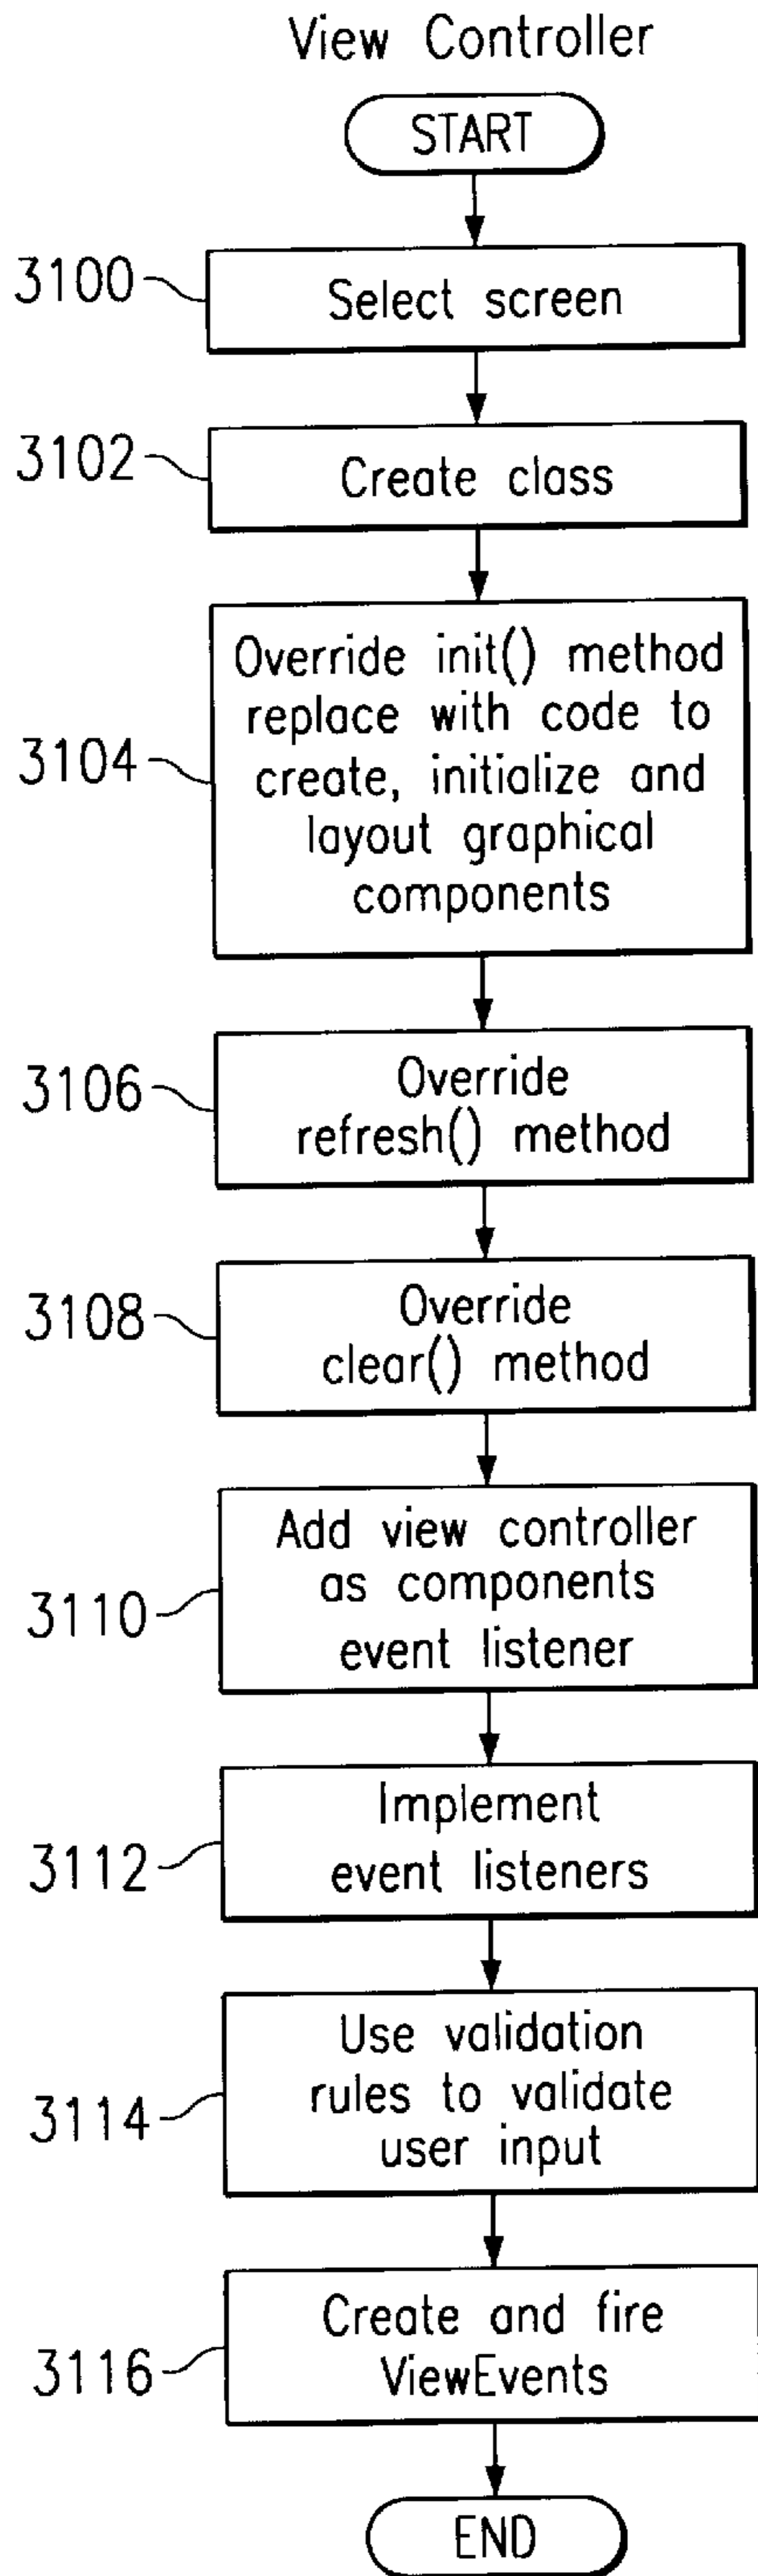 View Controller
START
3100
Select screen
3102
Create class
3104
Override init() method
replace with code to
create, initialize and
layout graphical
components
3106
Override
refresh() method
3108
Override
clear() method
3110
Add view controller
as components
event listener
3112
Implement
event listeners
3114
Use validation
rules to validate
user input
3116
Create and fire
ViewEvents
END